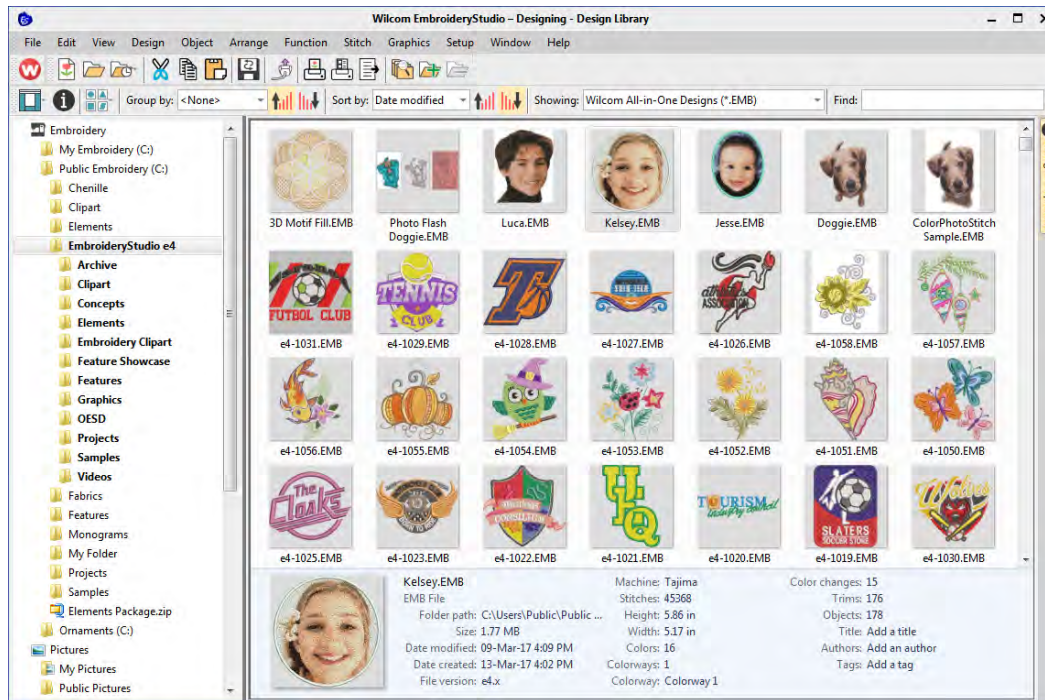 Wilcom EmbroideryStudio – Designing - Design Library
File Edit View Design Object Arrange Function Stitch Graphics Setup Window Help
Group by: <None> Sort by: Date modified Showing: Wilcom All-in-One Designs (*.EMB) Find:
Embroidery
My Embroidery (C:)
Public Embroidery (C:)
Chenille
Clipart
Elements
EmbroideryStudio e4
Archive
Clipart
Concepts
Elements
Embroidery Clipart
Feature Showcase
Features
Graphics
OESD
Projects
Samples
Videos
Fabrics
Features
Monograms
My Folder
Projects
Samples
Elements Package.zip
Ornaments (C:)
Pictures
My Pictures
Public Pictures
3D Motif Fill.EMB
Photo Flash
Doggie.EMB
Luca.EMB
Kelsey.EMB
Jesse.EMB
Doggie.EMB
ColorPhotoStitch
Sample.EMB
FUTBOL CLUB
TENNIS
CLUB
T
athletics
ASSOCIATION
e4-1031.EMB e4-1029.EMB e4-1028.EMB e4-1027.EMB e4-1026.EMB e4-1058.EMB e4-1057.EMB
e4-1056.EMB e4-1055.EMB e4-1054.EMB e4-1053.EMB e4-1052.EMB e4-1051.EMB e4-1050.EMB
The
Clasks
UFQ
TOURISM
industry council
SLATERS
SOCCER STORE
Wolves
e4-1025.EMB e4-1023.EMB e4-1022.EMB e4-1021.EMB e4-1020.EMB e4-1019.EMB e4-1030.EMB
Kelsey.EMB
EMB File
Folder path: C:\Users\Public\Public ...
Size: 1.77 MB
Date modified: 09-Mar-17 4:09 PM
Date created: 13-Mar-17 4:02 PM
File version: e4.x
Machine: Tajima
Stitches: 45368
Height: 5.86 in
Width: 5.17 in
Colors: 16
Colorways: 1
Colorway: Colorway 1
Color changes: 15
Trims: 176
Objects: 178
Title: Add a title
Authors: Add an author
Tags: Add a tag